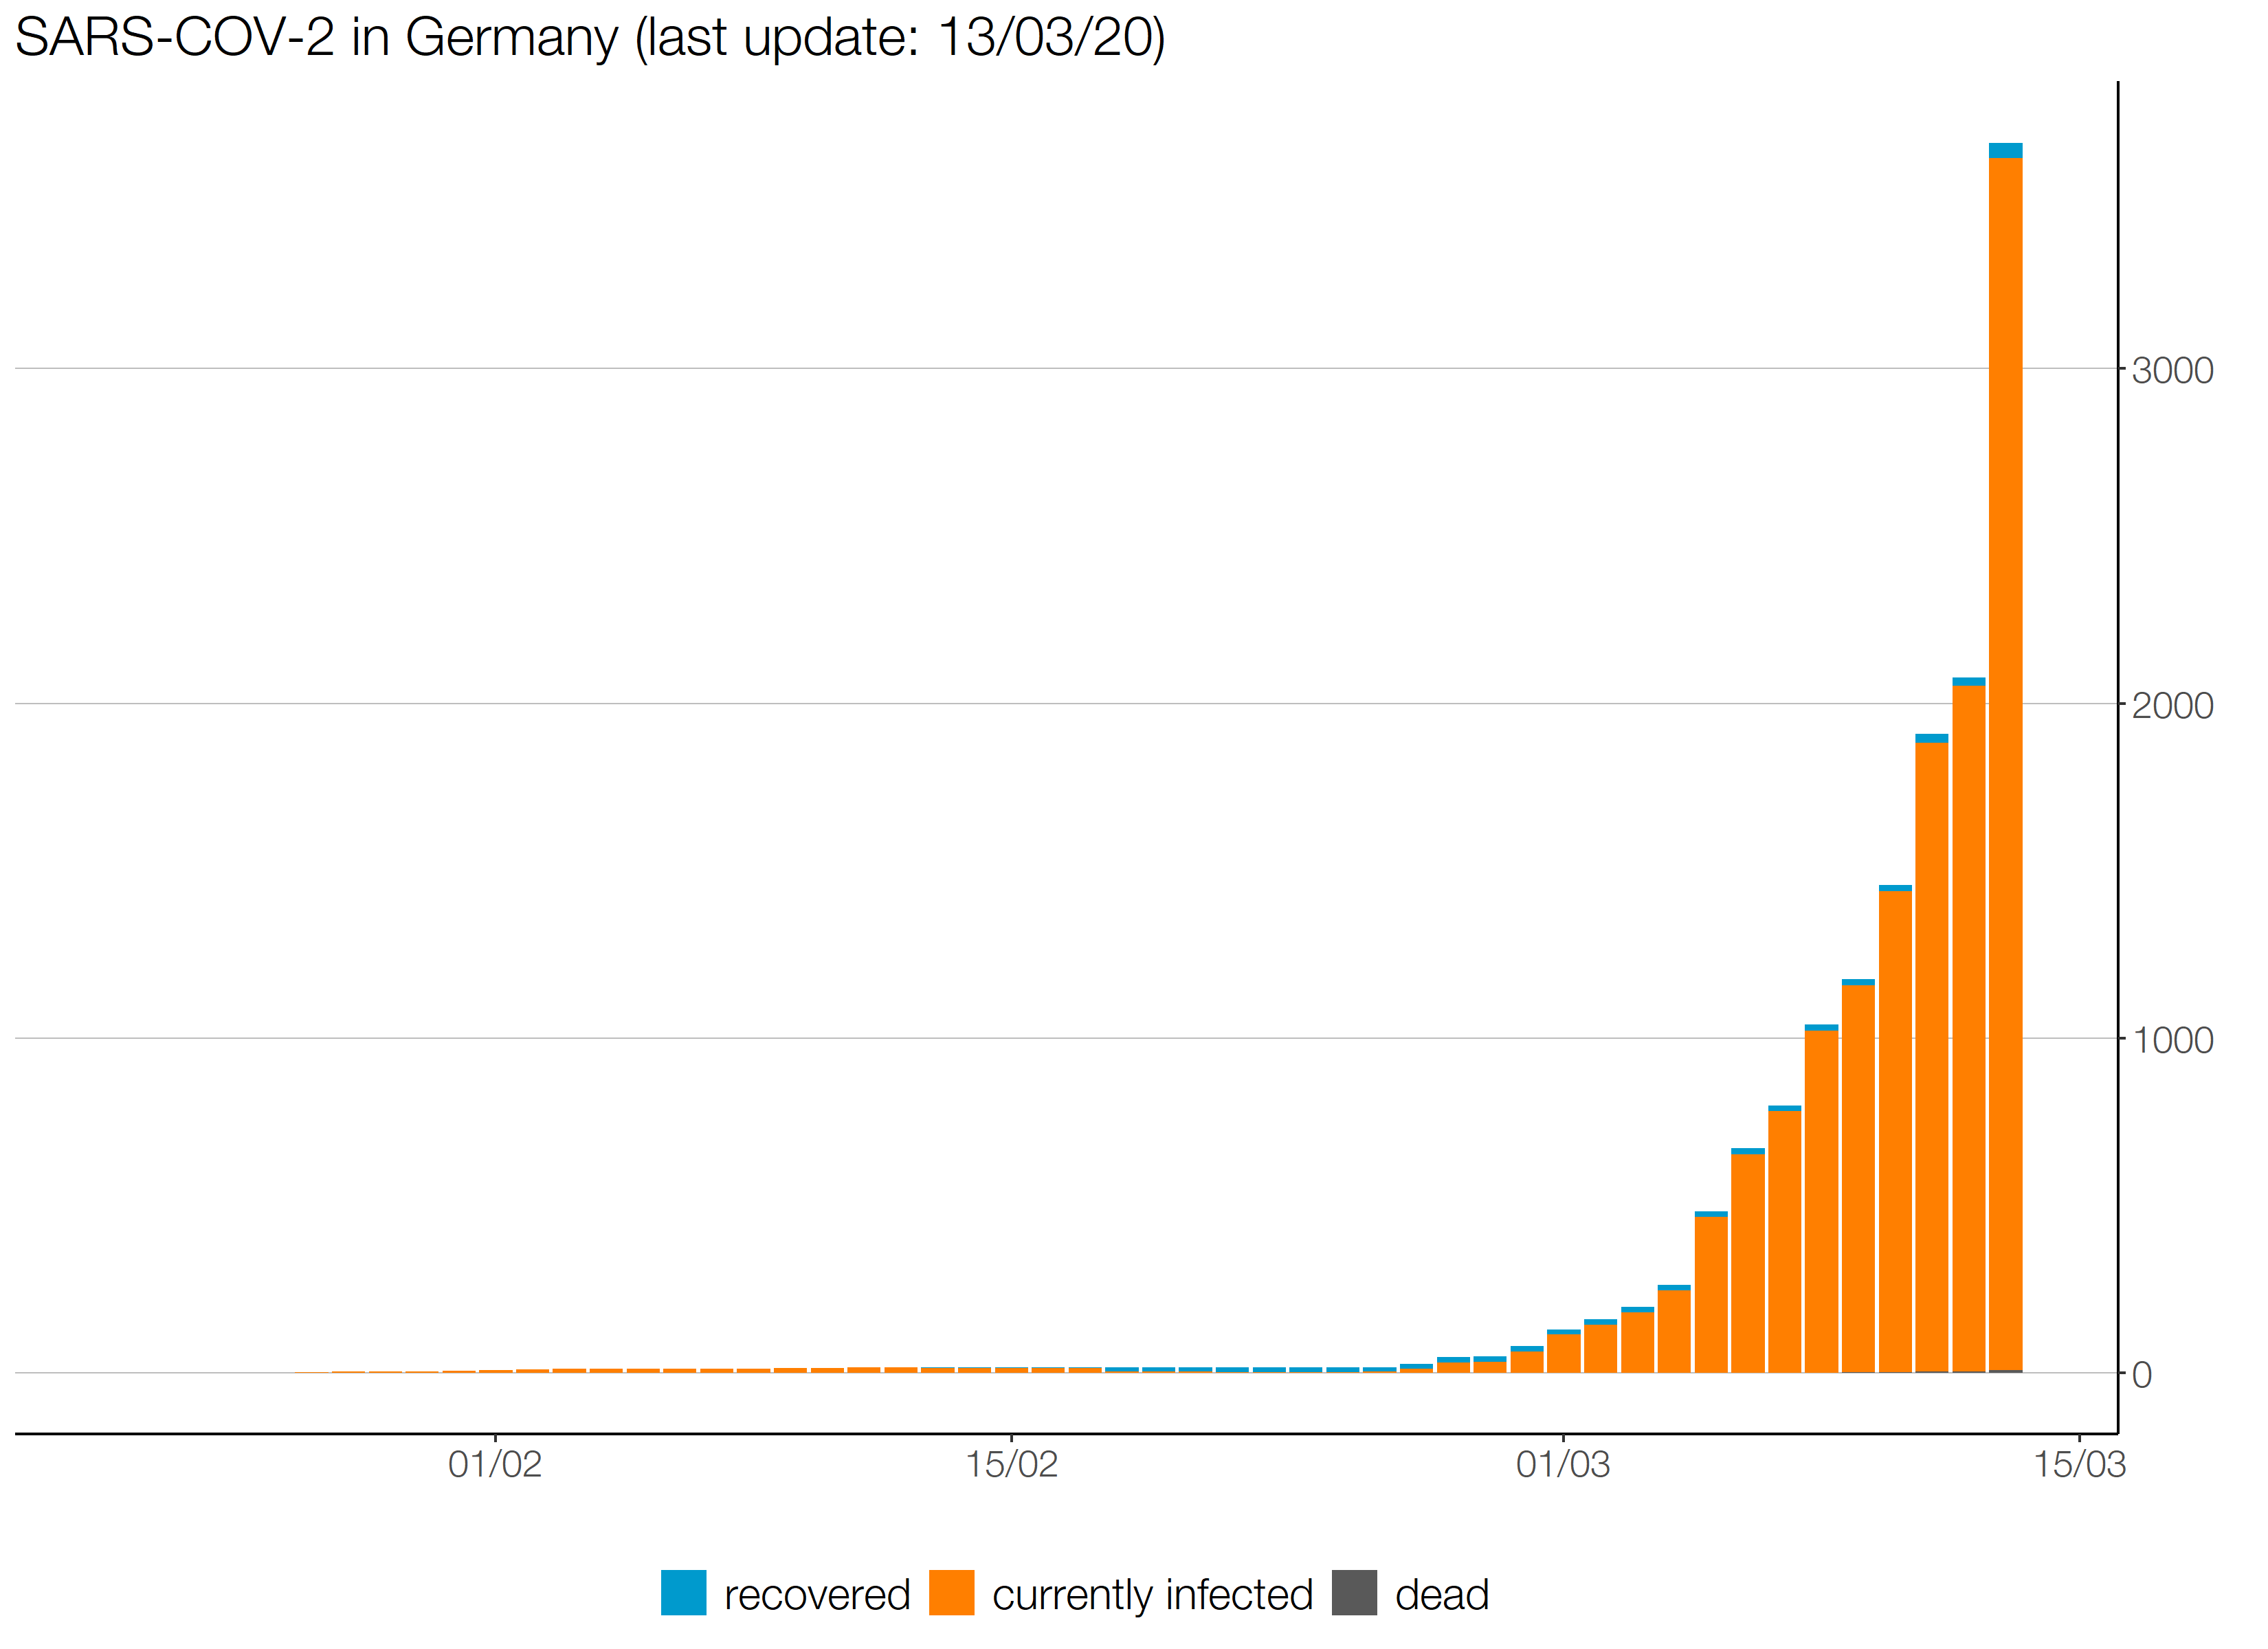 SARS-COV-2 in Germany (last update: 13/03/20)
3000
2000
1000
0
01/02 15/02 01/03 15/03
recovered currently infected dead